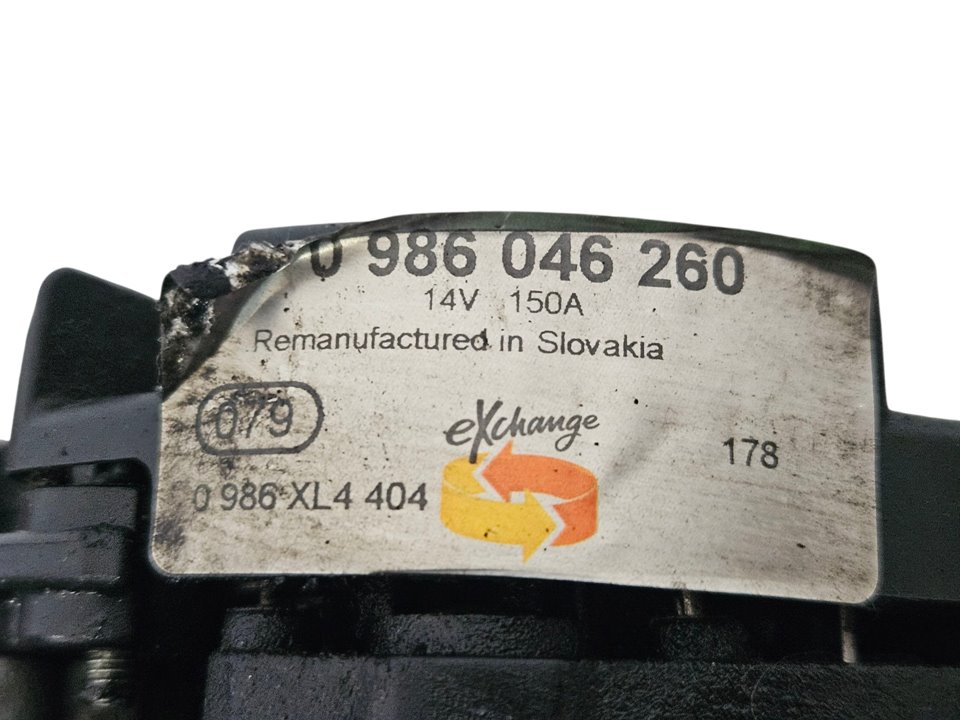 0 986 046 260
14V 150A
Remanufactured in Slovakia
079
eXchange
178
0 986 XL4 404